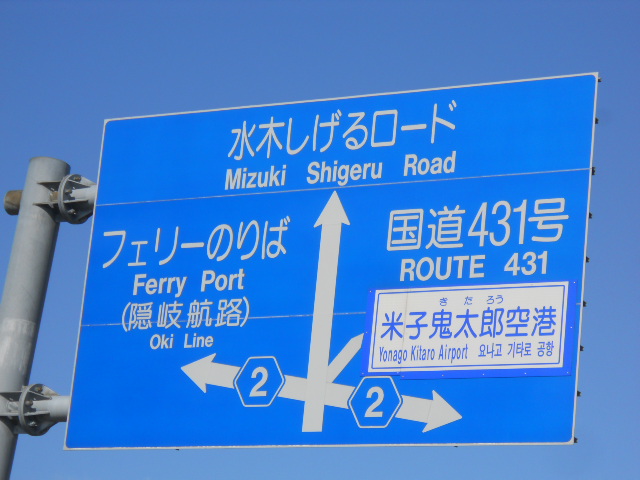 水木しげるロード
Mizuki Shigeru Road
フェリーのりば
Ferry Port
(隠岐航路)
Oki Line
国道431号
ROUTE 431
きたろう
米子鬼太郎空港
Yonago Kitaro Airport 요나고 기타로 공항
2
2